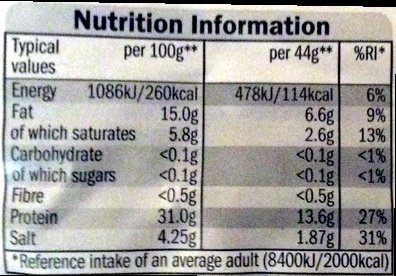 Nutrition Information
Typical values per 100g** per 44g** %RI*
Energy 1086kJ/260kcal 478kJ/114kcal 6%
Fat 15.0g 6.6g 9%
of which saturates 5.8g 2.6g 13%
Carbohydrate <0.1g <0.1g <1%
of which sugars <0.1g <0.1g <1%
Fibre <0.5g <0.5g
Protein 31.0g 13.6g 27%
Salt 4.25g 1.87g 31%
*Reference intake of an average adult (8400kJ/2000kcal)